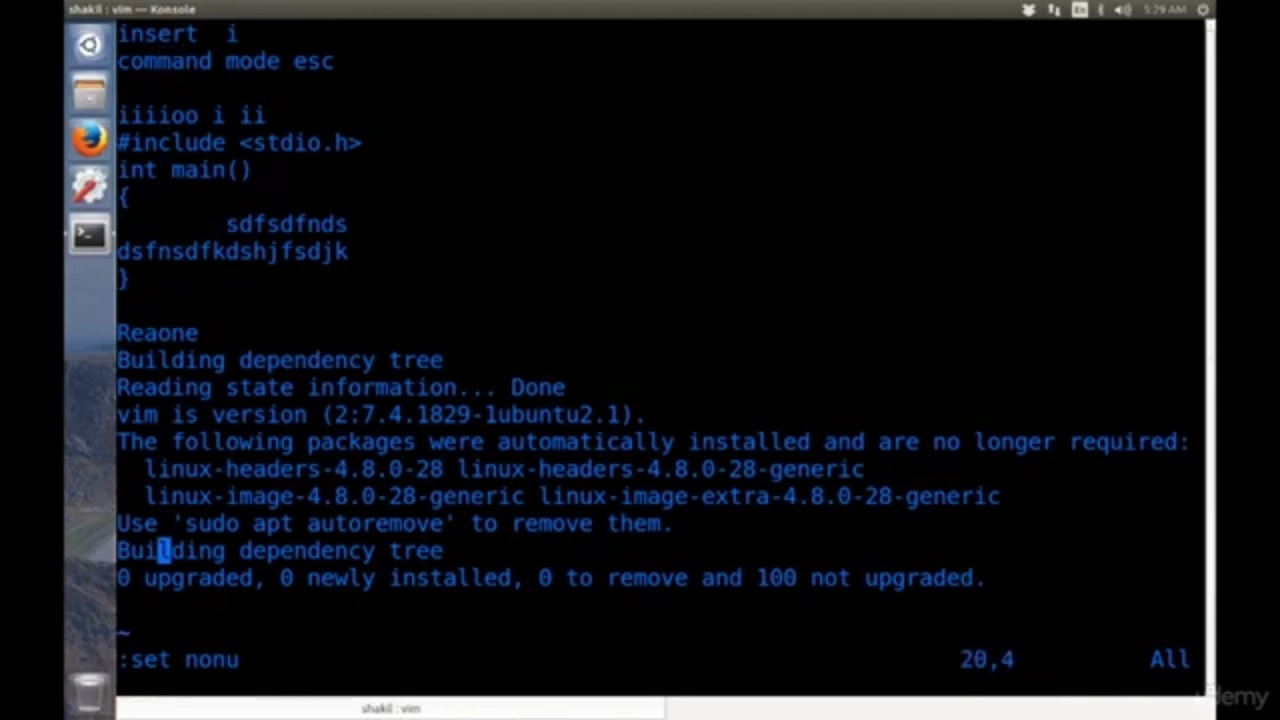 shakil : vim — Konsole
En
5:29 AM
insert  i
command mode esc
iiiioo i ii
#include <stdio.h>
int main()
{
        sdfsdfnds
dsfnsdfkdshjfsdjk
}
Reaone
Building dependency tree
Reading state information... Done
vim is version (2:7.4.1829-1ubuntu2.1).
The following packages were automatically installed and are no longer required:
  linux-headers-4.8.0-28 linux-headers-4.8.0-28-generic
  linux-image-4.8.0-28-generic linux-image-extra-4.8.0-28-generic
Use 'sudo apt autoremove' to remove them.
Building dependency tree
0 upgraded, 0 newly installed, 0 to remove and 100 not upgraded.
~
:set nonu 20,4 All
shakil : vim